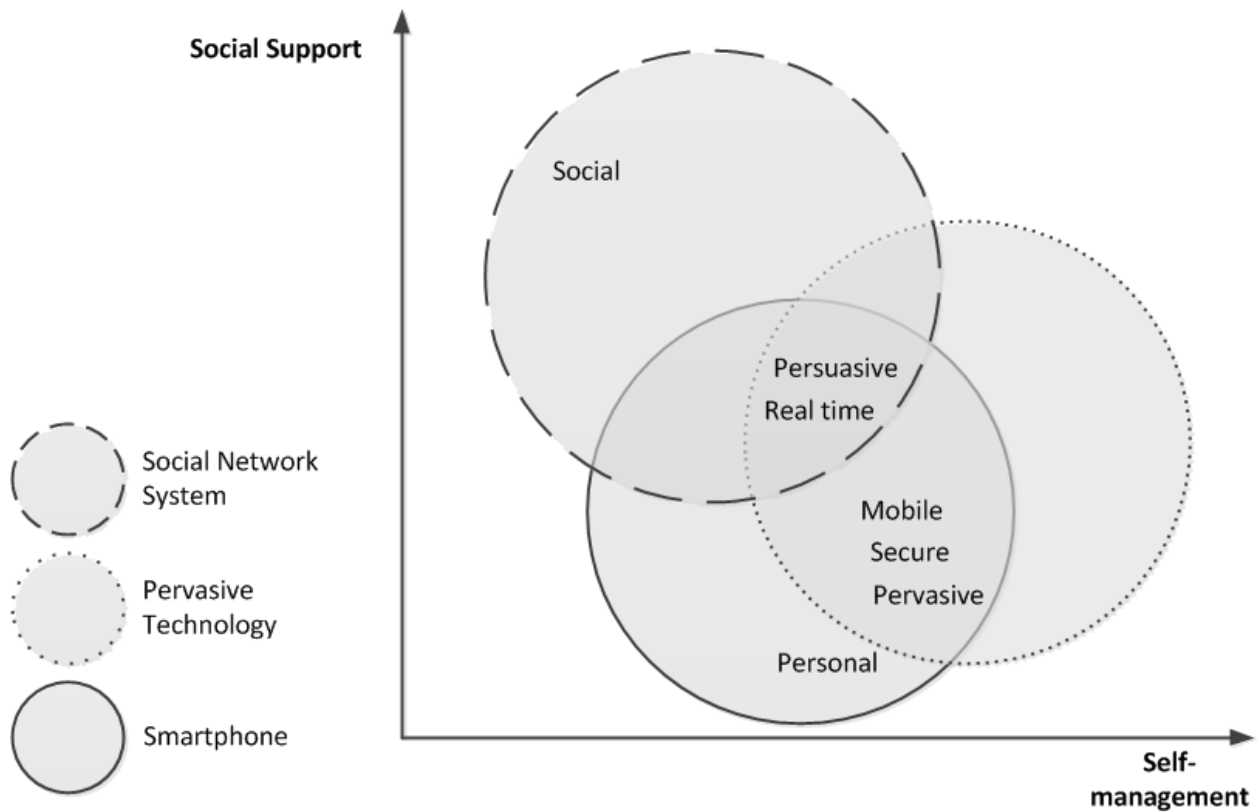 Social Support
Social
Persuasive
Real time
Mobile
Secure
Pervasive
Personal
Social Network
System
Pervasive
Technology
Smartphone
Self-
management